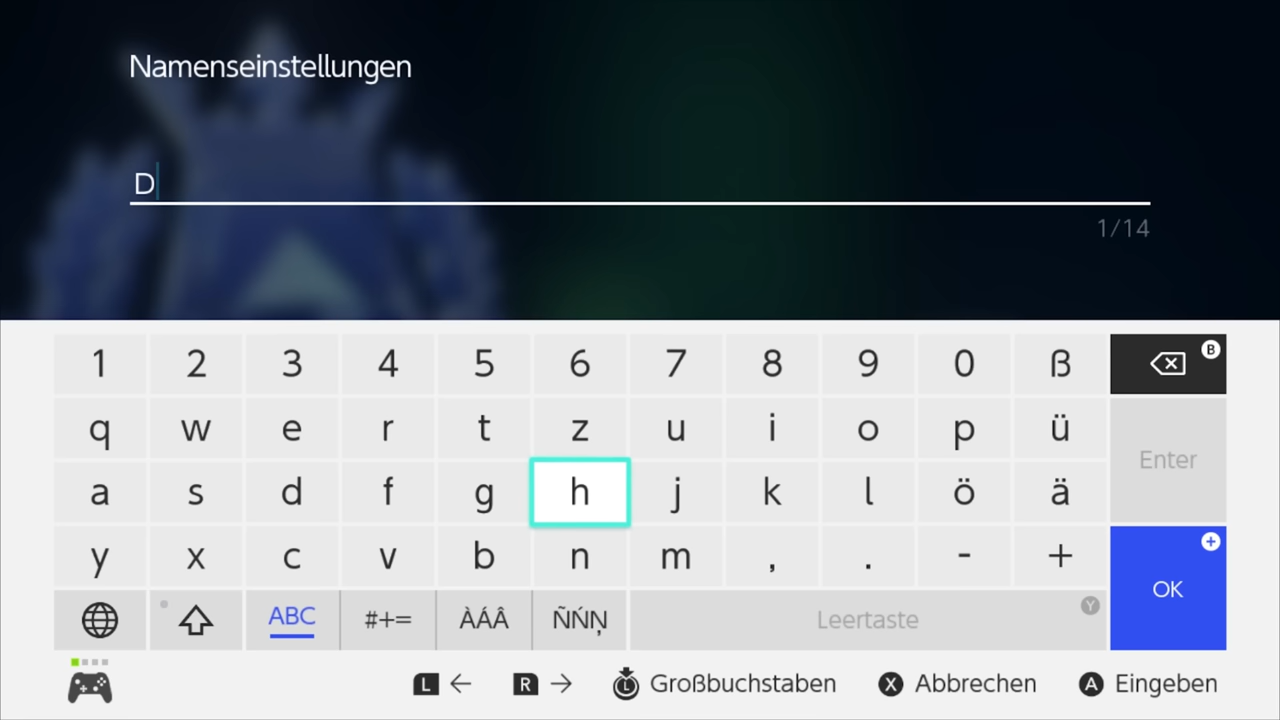 Namenseinstellungen
D
1/14
1 2 3 4 5 6 7 8 9 0 ß B
q w e r t z u i o p ü
Enter
a s d f g h j k l ö ä
y x c v b n m , . - +
+
OK
ABC #+= ÀÁÂ ÑŃŅ Leertaste Y
L ← R → L Großbuchstaben X Abbrechen A Eingeben